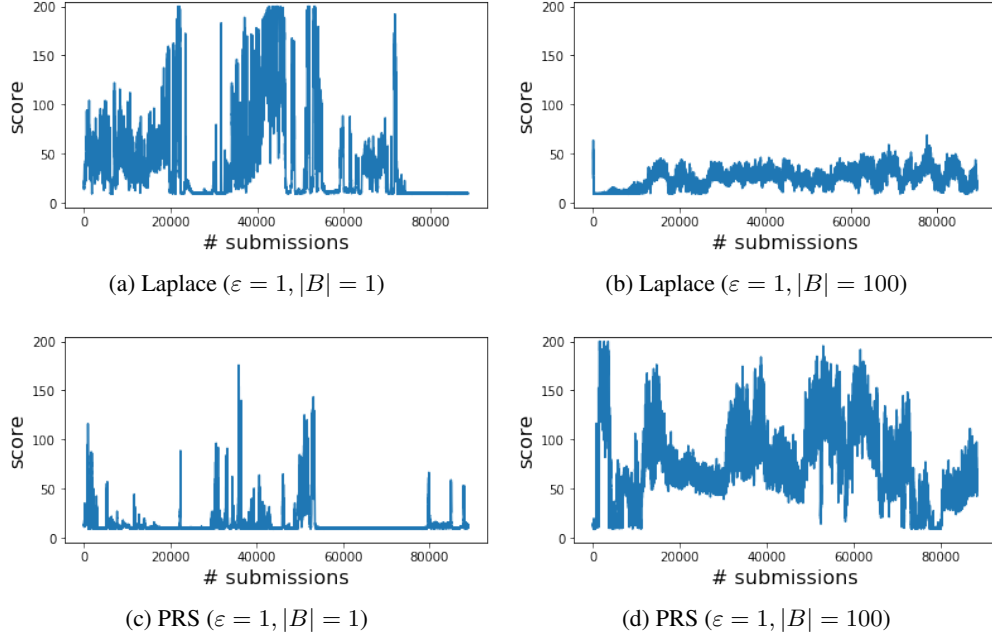 200
150
100
50
0
score
0 20000 40000 60000 80000
# submissions
(a) Laplace (ε = 1, |B| = 1)
200
150
100
50
0
score
0 20000 40000 60000 80000
# submissions
(b) Laplace (ε = 1, |B| = 100)
200
150
100
50
0
score
0 20000 40000 60000 80000
# submissions
(c) PRS (ε = 1, |B| = 1)
200
150
100
50
0
score
0 20000 40000 60000 80000
# submissions
(d) PRS (ε = 1, |B| = 100)